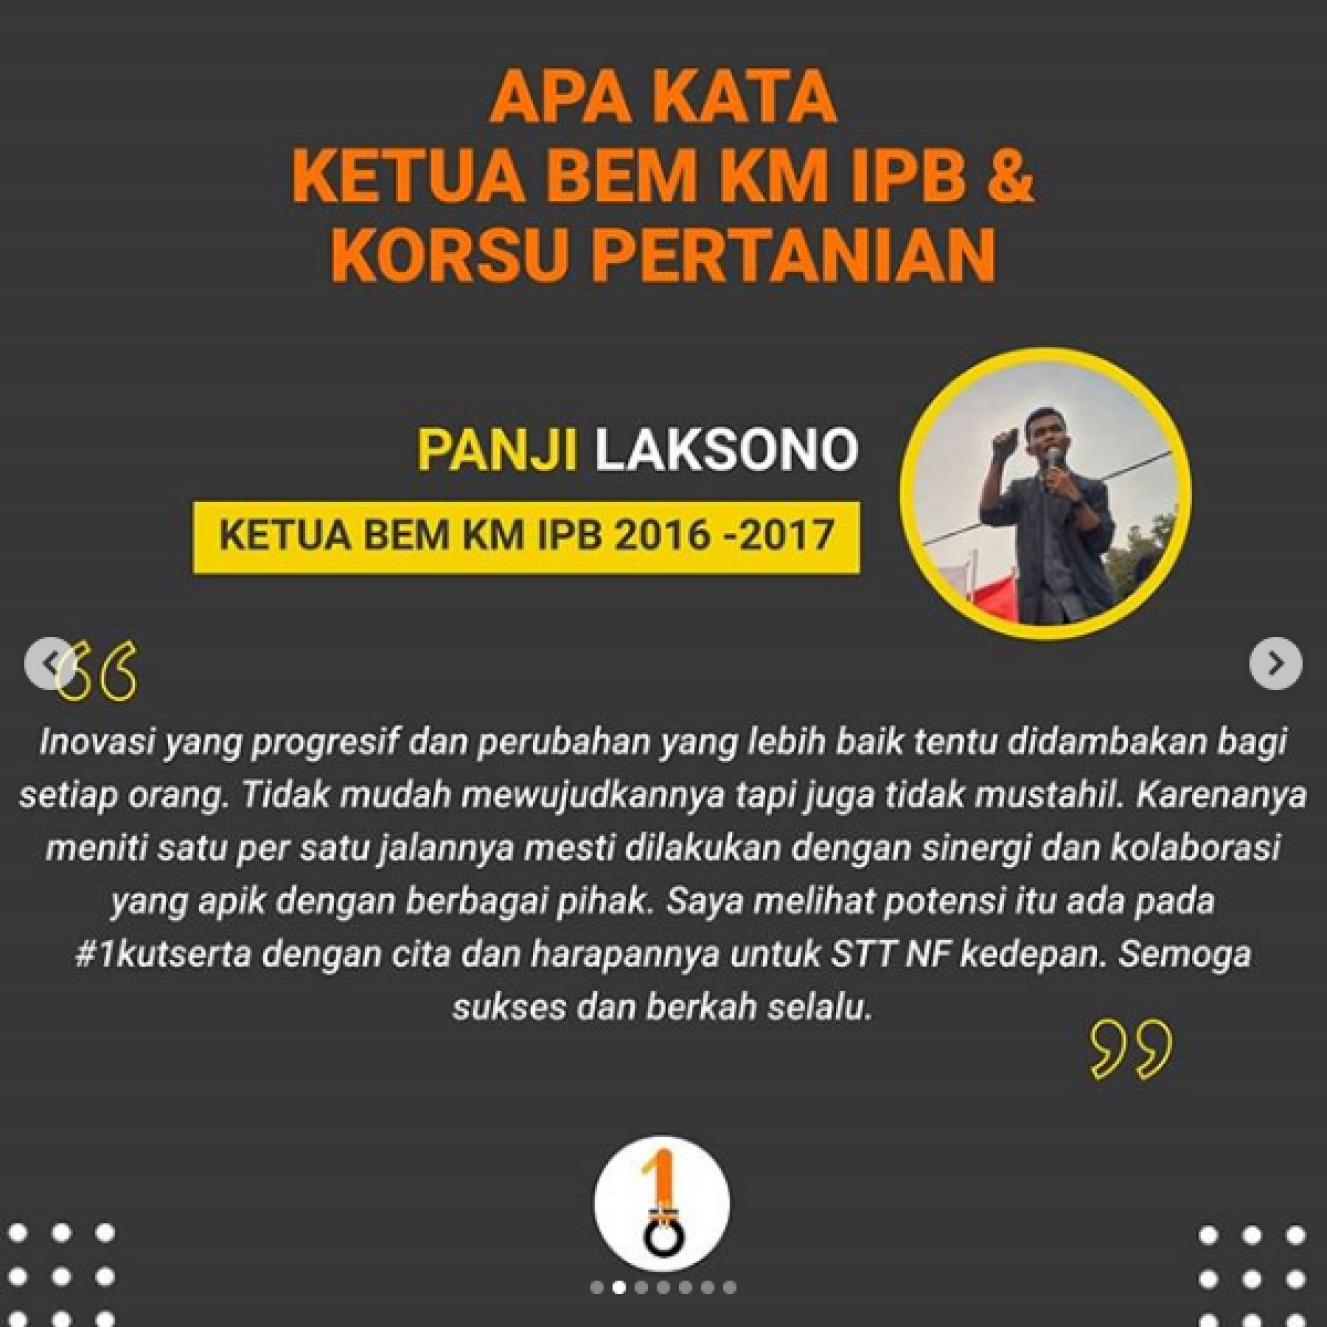 APA KATA
KETUA BEM KM IPB &
KORSU PERTANIAN
PANJI LAKSONO
KETUA BEM KM IPB 2016 -2017
Inovasi yang progresif dan perubahan yang lebih baik tentu didambakan bagi
setiap orang. Tidak mudah mewujudkannya tapi juga tidak mustahil. Karenanya
meniti satu per satu jalannya mesti dilakukan dengan sinergi dan kolaborasi
yang apik dengan berbagai pihak. Saya melihat potensi itu ada pada
#1kutserta dengan cita dan harapannya untuk STT NF kedepan. Semoga
sukses dan berkah selalu.
1